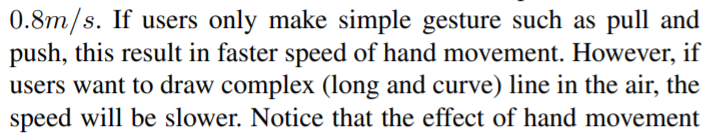 0.8m/s. If users only make simple gesture such as pull and
push, this result in faster speed of hand movement. However, if
users want to draw complex (long and curve) line in the air, the
speed will be slower. Notice that the effect of hand movement